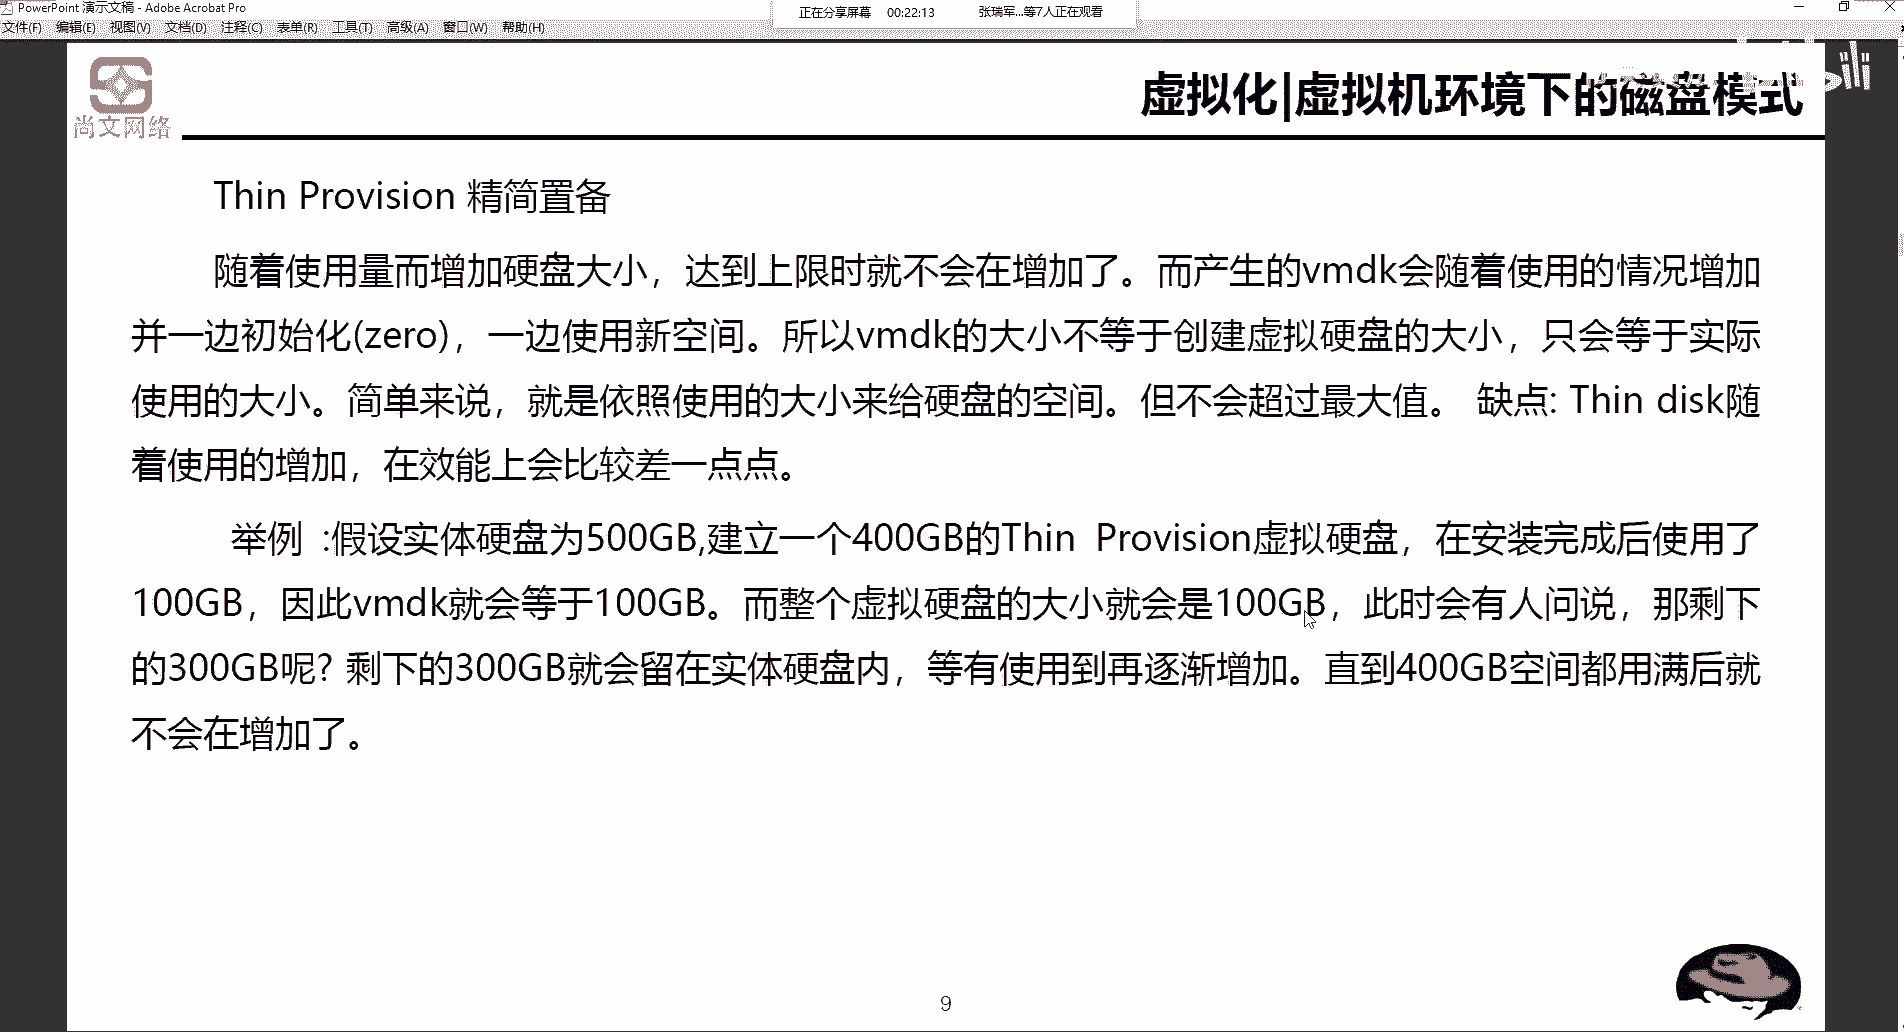 PowerPoint 演示文稿 - Adobe Acrobat Pro
正在分享屏幕 00:22:13 张瑞军...等7人正在观看
文件(F) 编辑(E) 视图(V) 文档(D) 注释(C) 表单(R) 工具(T) 高级(A) 窗口(W) 帮助(H)
尚文网络
虚拟化|虚拟机环境下的磁盘模式
Thin Provision 精简置备
随着使用量而增加硬盘大小，达到上限时就不会在增加了。而产生的vmdk会随着使用的情况增加
并一边初始化(zero)，一边使用新空间。所以vmdk的大小不等于创建虚拟硬盘的大小，只会等于实际
使用的大小。简单来说，就是依照使用的大小来给硬盘的空间。但不会超过最大值。 缺点: Thin disk随
着使用的增加，在效能上会比较差一点点。
举例 :假设实体硬盘为500GB,建立一个400GB的Thin Provision虚拟硬盘，在安装完成后使用了
100GB，因此vmdk就会等于100GB。而整个虚拟硬盘的大小就会是100GB，此时会有人问说，那剩下
的300GB呢? 剩下的300GB就会留在实体硬盘内，等有使用到再逐渐增加。直到400GB空间都用满后就
不会在增加了。
9